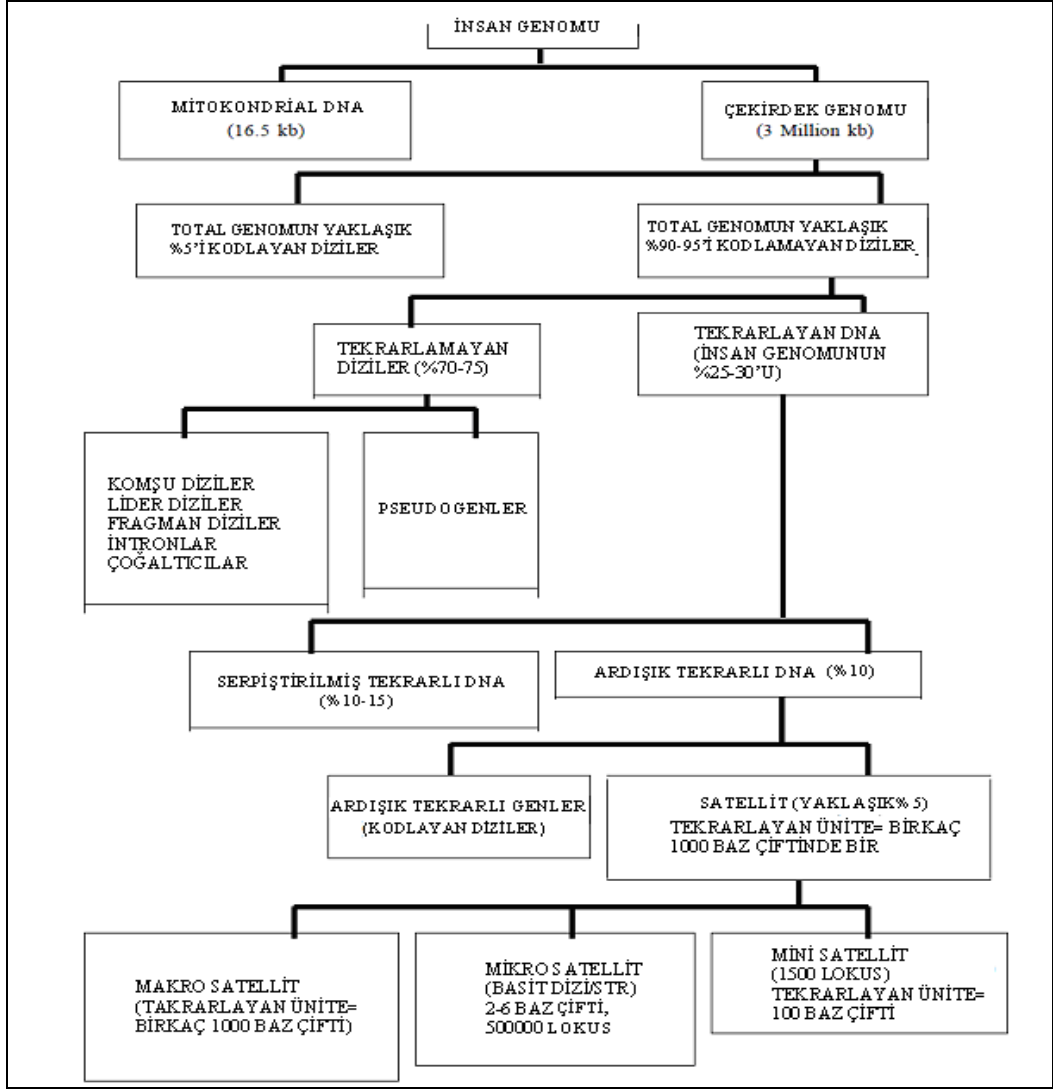 İNSAN GENOMU
MİTOKONDRİAL DNA
(16.5 kb)
ÇEKİRDEK GENOMU
(3 Million kb)
TOTAL GENOMUN YAKLAŞIK
%5'İ KODLAYAN DİZİLER
TOTAL GENOMUN YAKLAŞIK
%90-95'İ KODLAMAYAN DİZİLER
TEKRARLAMAYAN
DİZİLER (%70-75)
TEKRARLAYAN DNA
(İNSAN GENOMUNUN
%25-30'U)
KOMŞU DİZİLER
LİDER DİZİLER
FRAGMAN DİZİLER
İNTRONLAR
ÇOĞALTICILAR
PSEUDOGENLER
SERPİŞTİRİLMİŞ TEKRARLI DNA
(%10-15)
ARDIŞIK TEKRARLI DNA (%10)
ARDIŞIK TEKRARLI GENLER
(KODLAYAN DİZİLER)
SATELLİT (YAKLAŞIK% 5)
TEKRARLAYAN ÜNİTE= BİRKAÇ
1000 BAZ ÇİFTİNDE BİR
MAKRO SATELLİT
(TAKRARLAYAN ÜNİTE=
BİRKAÇ 1000 BAZ ÇİFTİ)
MİKRO SATELLİT
(BASİT DİZİ/STR)
2-6 BAZ ÇİFTİ,
500000 LOKUS
MİNİ SATELLİT
(1500 LOKUS)
TEKRARLAYAN ÜNİTE=
100 BAZ ÇİFTİ